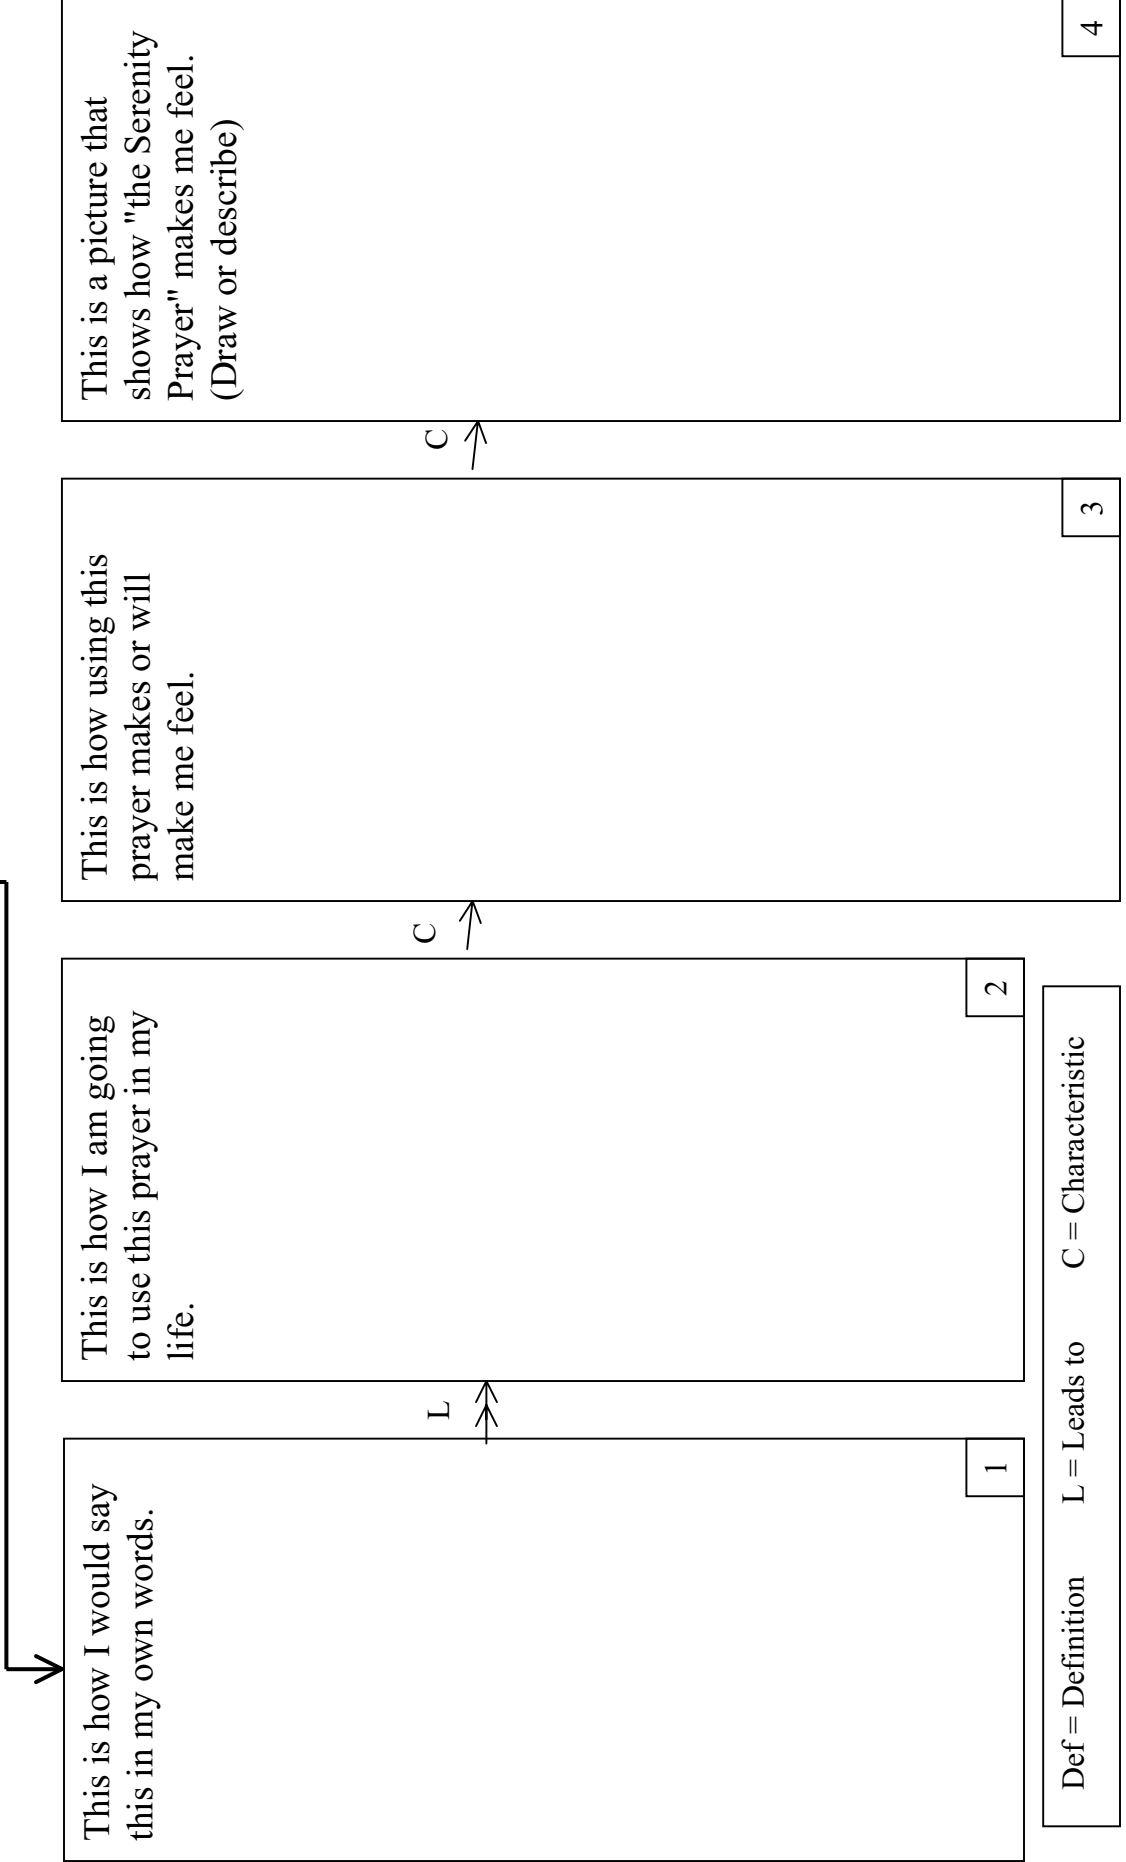 This is how I would say
this in my own words.
1
L
This is how I am going
to use this prayer in my
life.
2
C
This is how using this
prayer makes or will
make me feel.
3
C
This is a picture that
shows how "the Serenity
Prayer" makes me feel.
(Draw or describe)
4
Def = Definition L = Leads to C = Characteristic